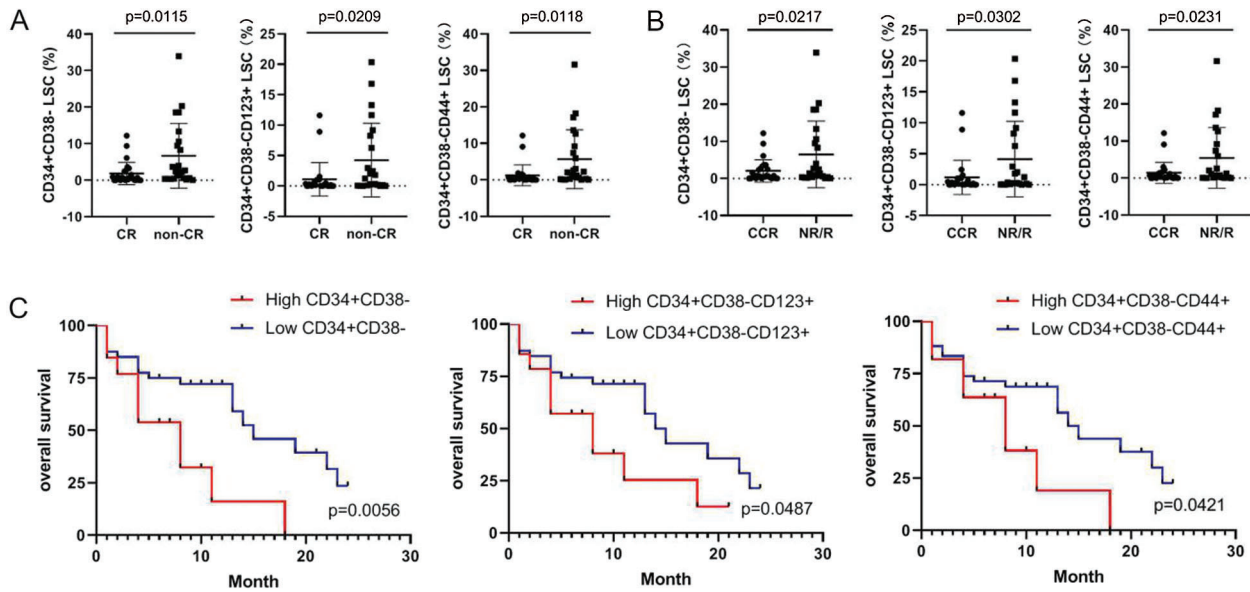 A
p=0.0115
CD34+CD38- LSC (%)
40
30
20
10
0
-10
CR
non-CR
p=0.0209
CD34+CD38-CD123+ LSC (%)
25
20
15
10
5
0
-5
CR
non-CR
p=0.0118
CD34+CD38-CD44+ LSC (%)
40
30
20
10
0
-10
CR
non-CR
B
p=0.0217
CD34+CD38- LSC (%)
40
30
20
10
0
-10
CCR
NR/R
p=0.0302
CD34+CD38-CD123+ LSC (%)
25
20
15
10
5
0
5
CCR
NR/R
p=0.0231
CD34+CD38-CD44+ LSC (%)
40
30
20
10
0
-10
CCR
NR/R
C
High CD34+CD38-
Low CD34+CD38-
overall survival
100
75
50
25
0
p=0.0056
0
10
20
30
Month
High CD34+CD38-CD123+
Low CD34+CD38-CD123+
overall survival
100
75
50
25
0
p=0.0487
0
10
20
30
Month
High CD34+CD38-CD44+
Low CD34+CD38-CD44+
overall survival
100
75
50
25
0
p=0.0421
0
10
20
30
Month